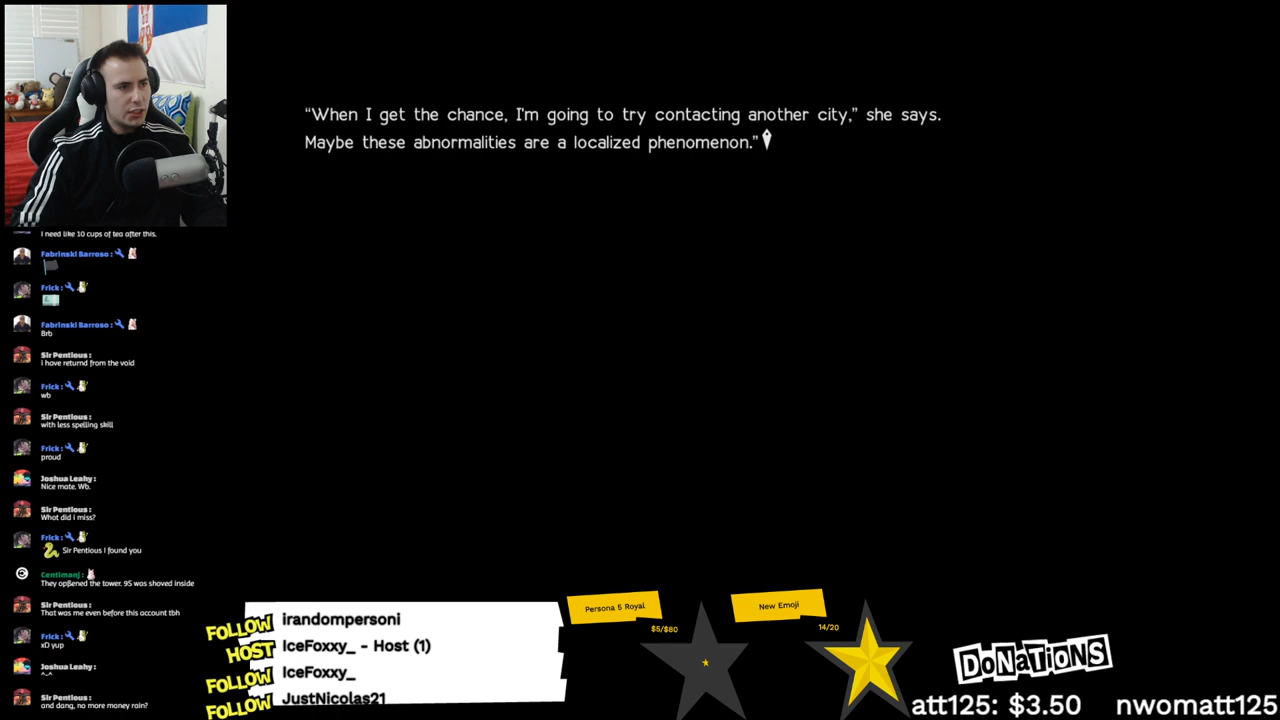 “When I get the chance, I'm going to try contacting another city,” she says.
Maybe these abnormalities are a localized phenomenon.”
I need like 10 cups of tea after this.
Fabrinski Barroso :
Frick :
Fabrinski Barroso :
Brb
Sir Pentious :
i have returnd from the void
Frick :
wb
Sir Pentious :
with less spelling skill
Frick :
proud
Joshua Leahy :
Nice mate. Wb.
Sir Pentious :
What did i miss?
Frick :
Sir Pentious I found you
Centimanj :
They opßened the tower. 95 was shoved inside
Sir Pentious :
That was me even before this account tbh
Frick :
xD yup
Joshua Leahy :
^-^
Sir Pentious :
and dang, no more money rain?
FOLLOW irandompersoni
HOST IceFoxxy_ - Host (1)
FOLLOW IceFoxxy_
FOLLOW JustNicolas21
Persona 5 Royal
$5/$80
New Emoji
14/20
DONATIONS
att125: $3.50 nwomatt125